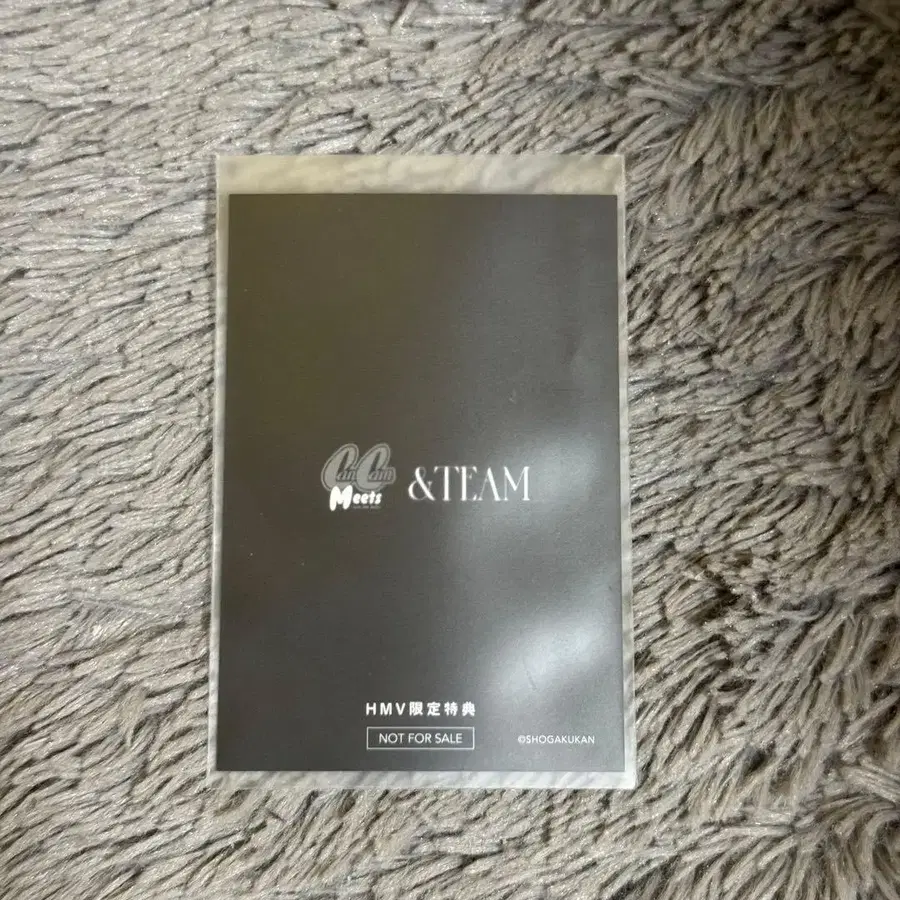 CanCam
Meets
&TEAM
HMV限定特典
NOT FOR SALE
©SHOGAKUKAN